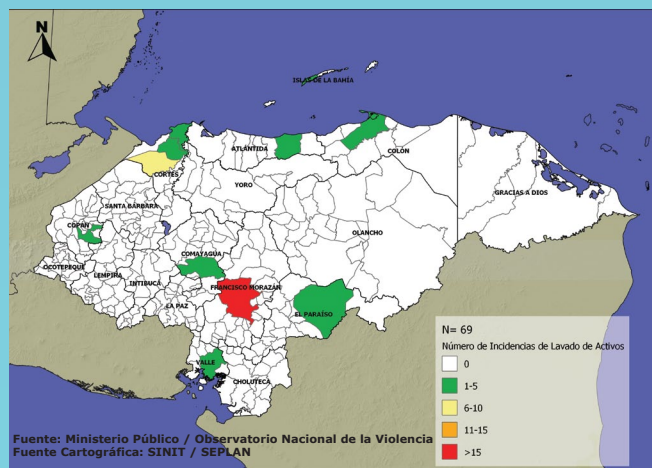 N
ISLAS DE LA BAHÍA
ATLÁNTIDA
COLÓN
CORTÉS
YORO
GRACIAS A DIOS
SANTA BÁRBARA
COPÁN
OLANCHO
COMAYAGUA
OCOTEPEQUE
LEMPIRA
INTIBUCÁ
FRANCISCO MORAZÁN
LA PAZ
EL PARAÍSO
VALLE
CHOLUTECA
N= 69
Número de Incidencias de Lavado de Activos
0
1-5
6-10
11-15
>15
Fuente: Ministerio Público / Observatorio Nacional de la Violencia
Fuente Cartográfica: SINIT / SEPLAN